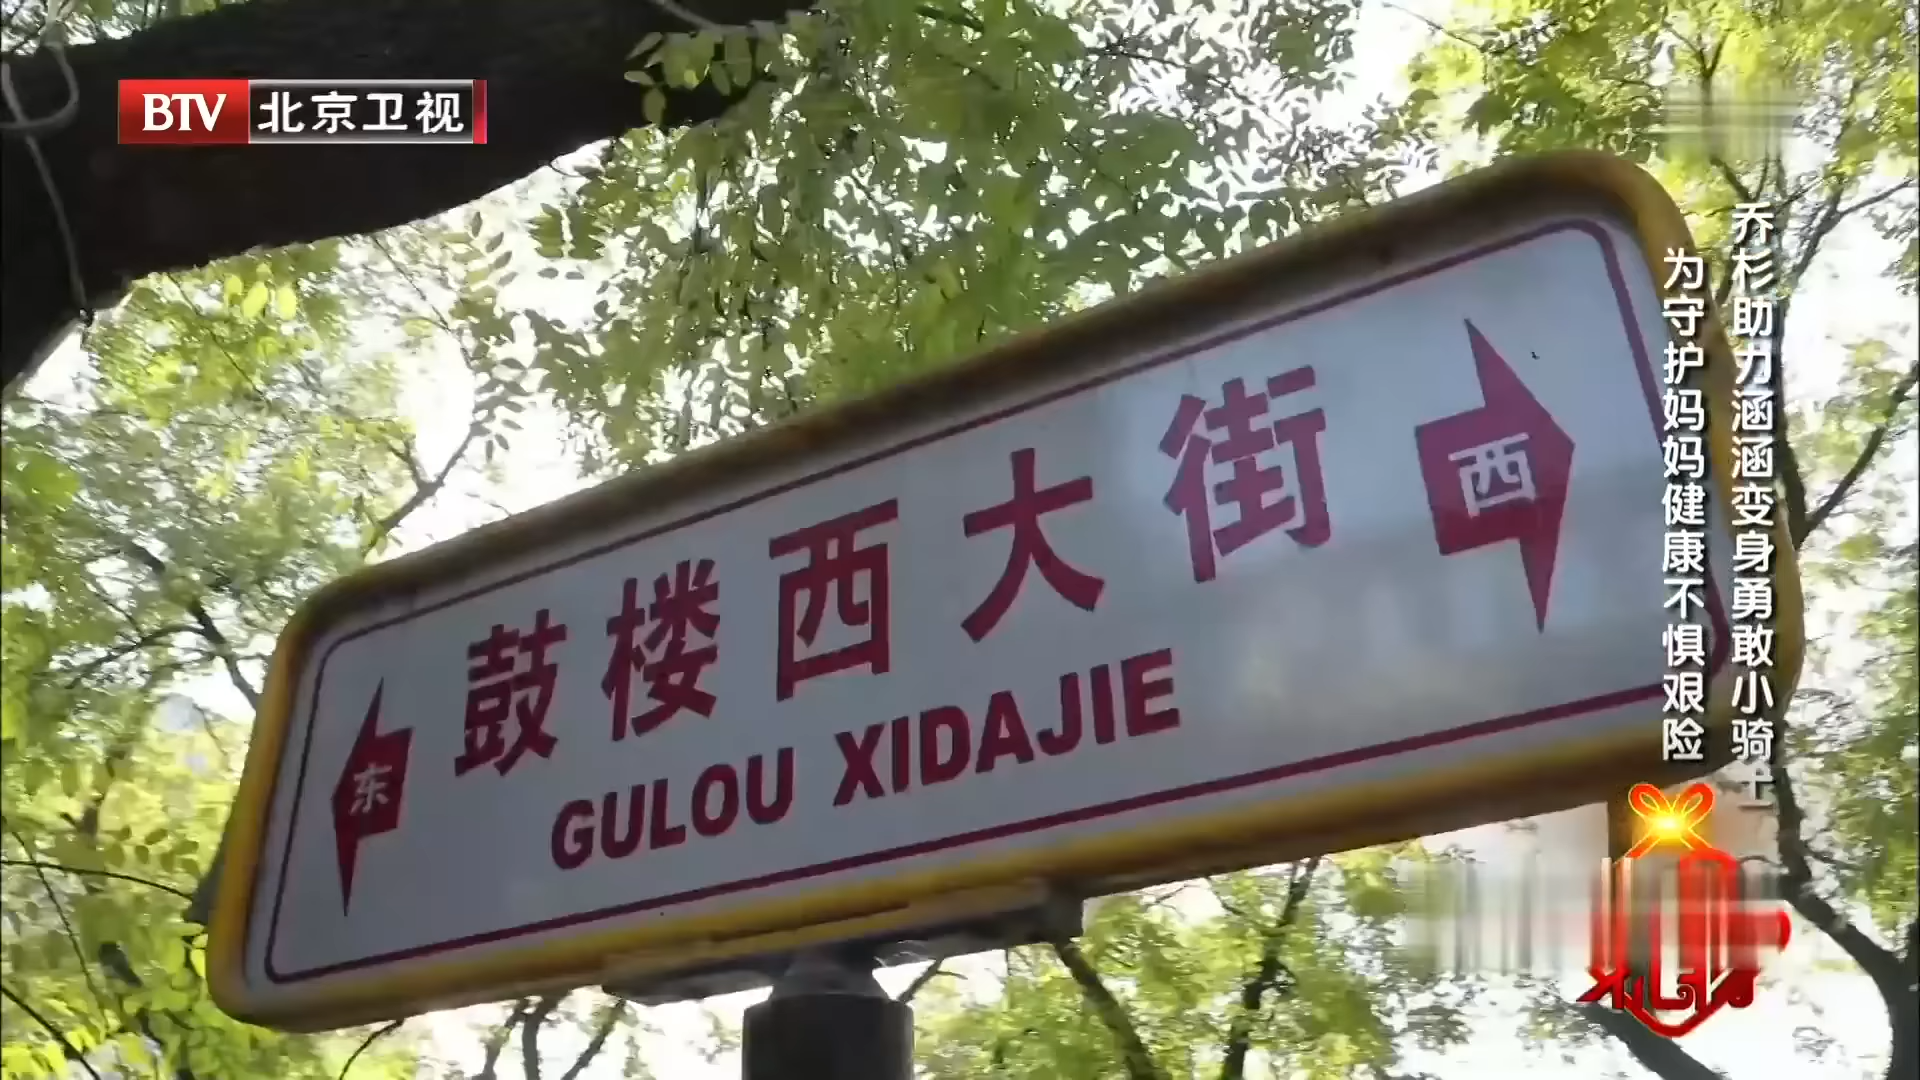 BTV 北京卫视
乔杉助力涵涵变身勇敢小骑士
为守护妈妈健康不惧艰险
鼓楼西大街
GULOU XIDAJIE
东
西